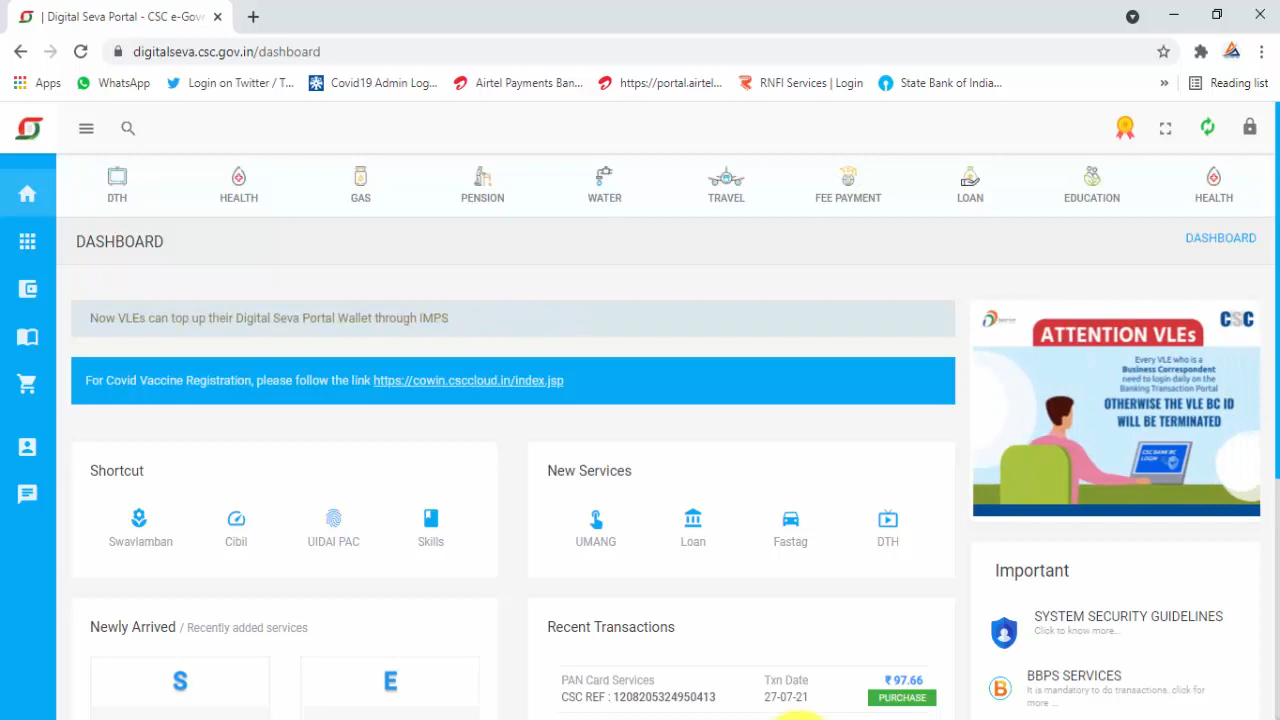 | Digital Seva Portal - CSC e-Gov
digitalseva.csc.gov.in/dashboard
Apps
WhatsApp
Login on Twitter / T...
Covid19 Admin Log...
Airtel Payments Ban...
https://portal.airtel...
RNFI Services | Login
State Bank of India...
»
Reading list
DTH
HEALTH
GAS
PENSION
WATER
TRAVEL
FEE PAYMENT
LOAN
EDUCATION
HEALTH
DASHBOARD
DASHBOARD
Now VLEs can top up their Digital Seva Portal Wallet through IMPS
For Covid Vaccine Registration, please follow the link https://cowin.csccloud.in/index.jsp
CSC
ATTENTION VLEs
Every VLE who is a
Business Correspondent
need to login daily on the
Banking Transaction Portal
OTHERWISE THE VLE BC ID
WILL BE TERMINATED
CSC BANK BC
LOGIN
Shortcut
Swavlamban
Cibil
UIDAI PAC
Skills
New Services
UMANG
Loan
Fastag
DTH
Newly Arrived / Recently added services
S
E
Recent Transactions
PAN Card Services
Txn Date
₹ 97.66
CSC REF : 1208205324950413
27-07-21
PURCHASE
Important
SYSTEM SECURITY GUIDELINES
Click to know more...
BBPS SERVICES
It is mandatory to do transactions. click for
more ...